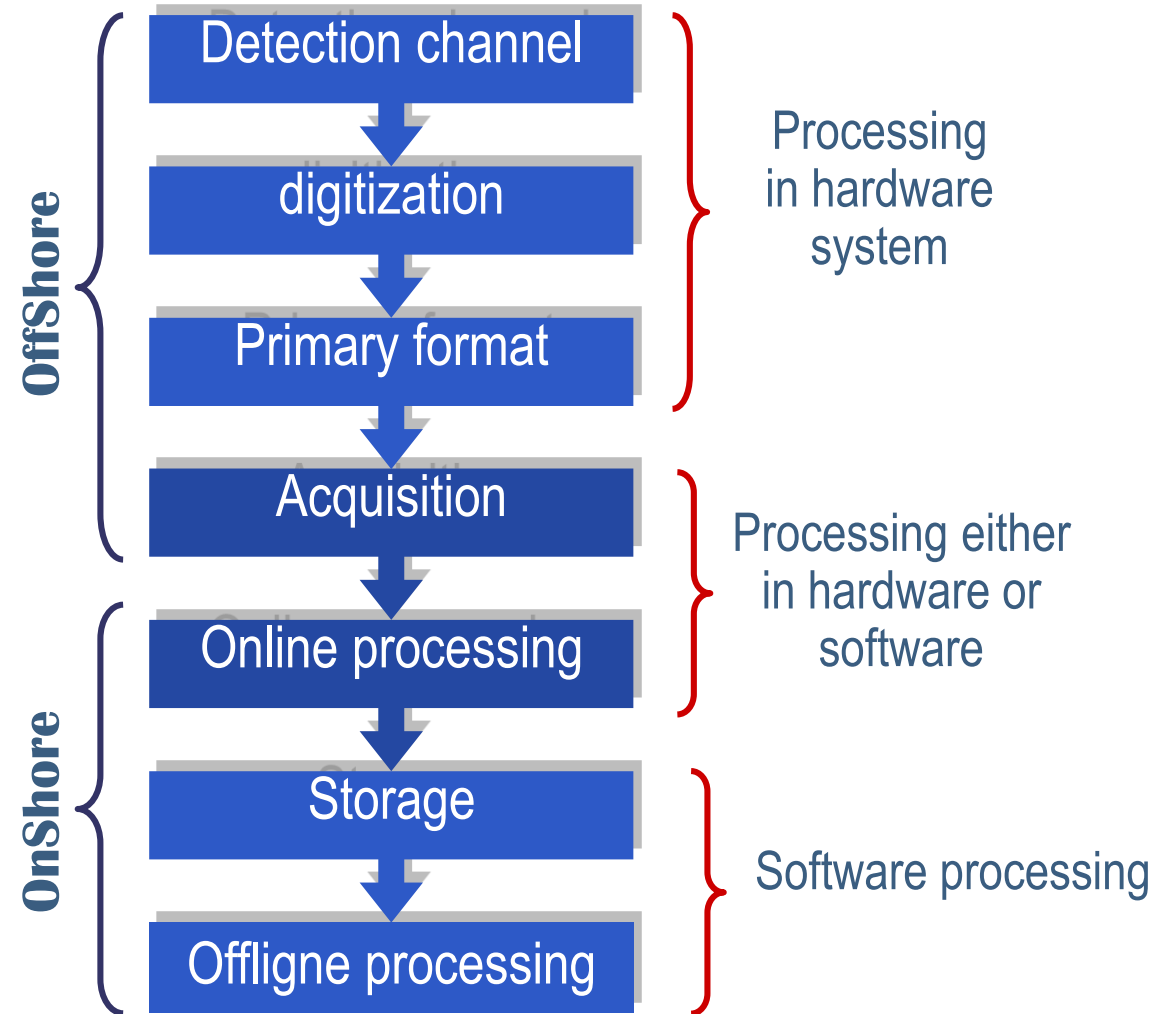 Detection channel
digitization
Primary format
Acquisition
Online processing
Storage
Offligne processing
OffShore
OnShore
Processing
in hardware
system
Processing either
in hardware or
software
Software processing